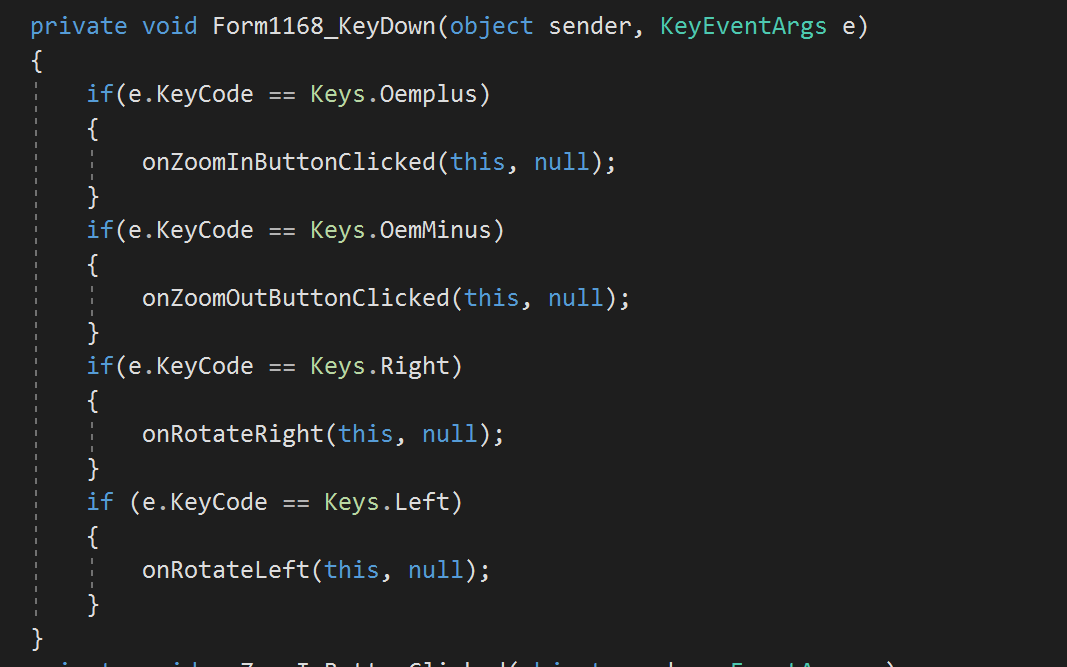 private void Form1168_KeyDown(object sender, KeyEventArgs e)
{
    if(e.KeyCode == Keys.Oemplus)
    {
        onZoomInButtonClicked(this, null);
    }
    if(e.KeyCode == Keys.OemMinus)
    {
        onZoomOutButtonClicked(this, null);
    }
    if(e.KeyCode == Keys.Right)
    {
        onRotateRight(this, null);
    }
    if (e.KeyCode == Keys.Left)
    {
        onRotateLeft(this, null);
    }
}